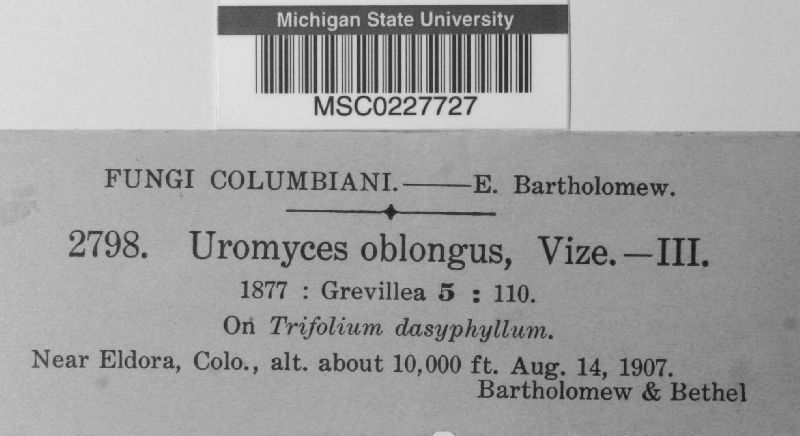 Michigan State University
MSC0227727
FUNGI COLUMBIANI.——E. Bartholomew.
2798. Uromyces oblongus, Vize.—III.
1877 : Grevillea 5 : 110.
On Trifolium dasyphyllum.
Near Eldora, Colo., alt. about 10,000 ft. Aug. 14, 1907.
Bartholomew & Bethel